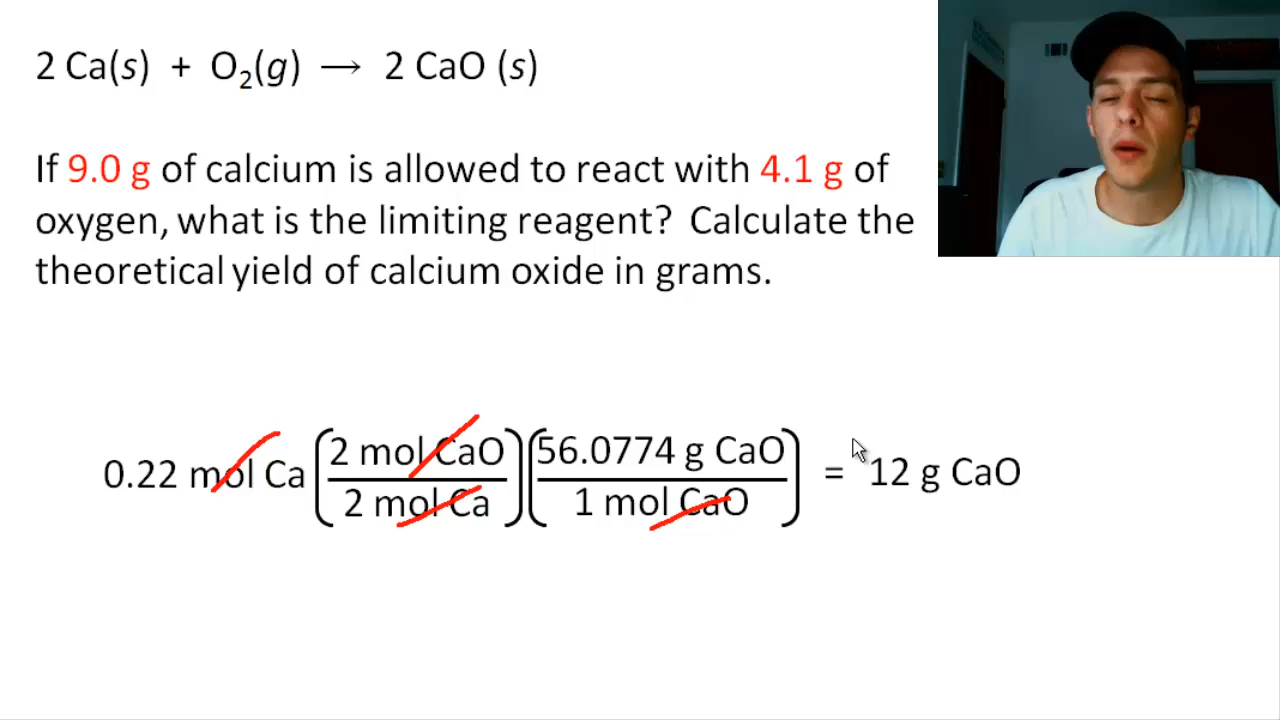 2 Ca(s) + O₂(g) → 2 CaO (s)
If 9.0 g of calcium is allowed to react with 4.1 g of
oxygen, what is the limiting reagent? Calculate the
theoretical yield of calcium oxide in grams.
0.22 mol Ca (2 mol CaO / 2 mol Ca)(56.0774 g CaO / 1 mol CaO) = 12 g CaO